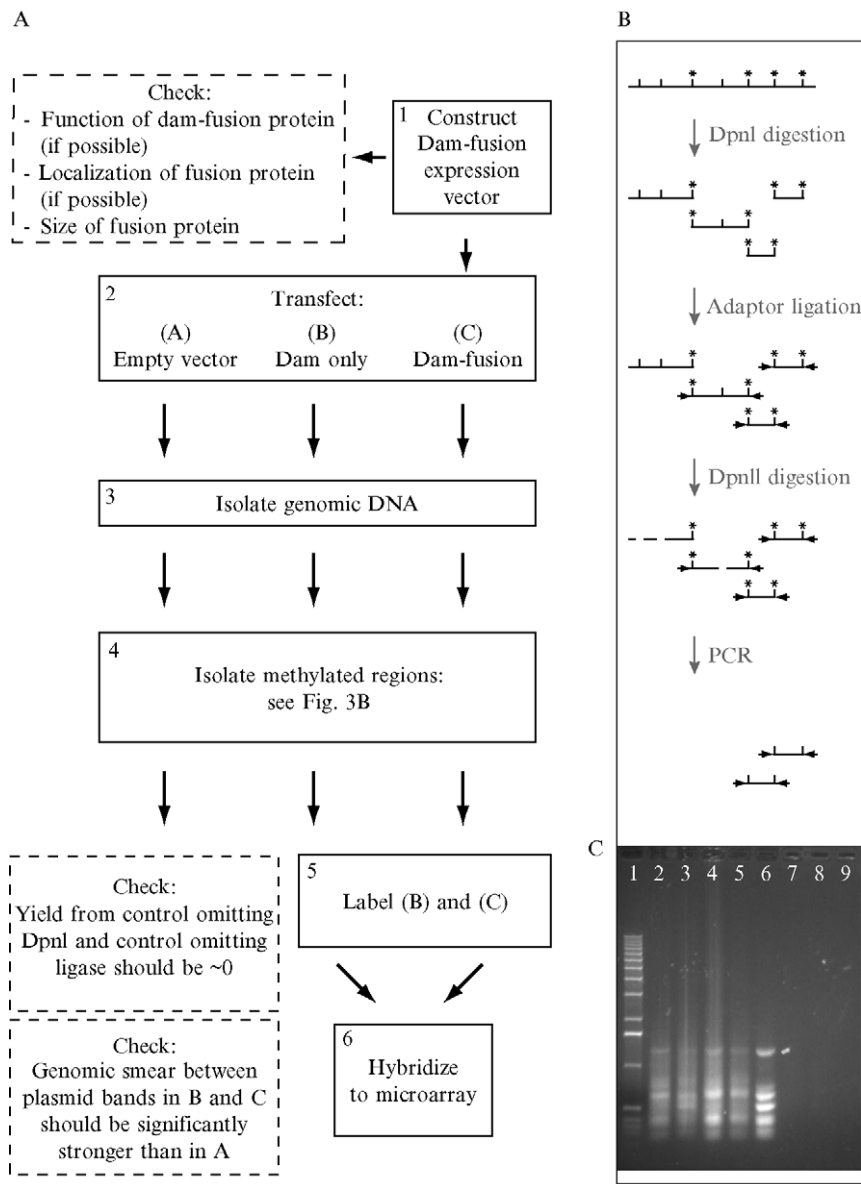 A
Check:
- Function of dam-fusion protein
(if possible)
- Localization of fusion protein
(if possible)
- Size of fusion protein
1
Construct
Dam-fusion
expression
vector
2
Transfect:
(A)
Empty vector
(B)
Dam only
(C)
Dam-fusion
3
Isolate genomic DNA
4
Isolate methylated regions:
see Fig. 3B
Check:
Yield from control omitting
DpnI and control omitting
ligase should be ~0
5
Label (B) and (C)
Check:
Genomic smear between
plasmid bands in B and C
should be significantly
stronger than in A
6
Hybridize
to microarray
B
* * * *
DpnI digestion
* * *
* *
* *
Adaptor ligation
* * *
* *
* *
DpnII digestion
* * *
* *
* *
PCR
C
1 2 3 4 5 6 7 8 9